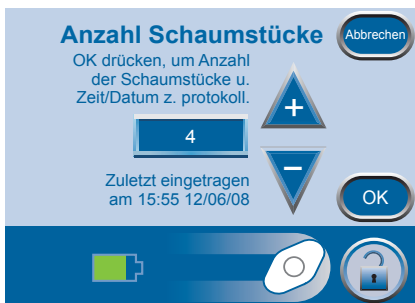 Anzahl Schaumstücke
Abbrechen
OK drücken, um Anzahl
der Schaumstücke u.
Zeit/Datum z. protokoll.
+
4
–
Zuletzt eingetragen
am 15:55 12/06/08
OK